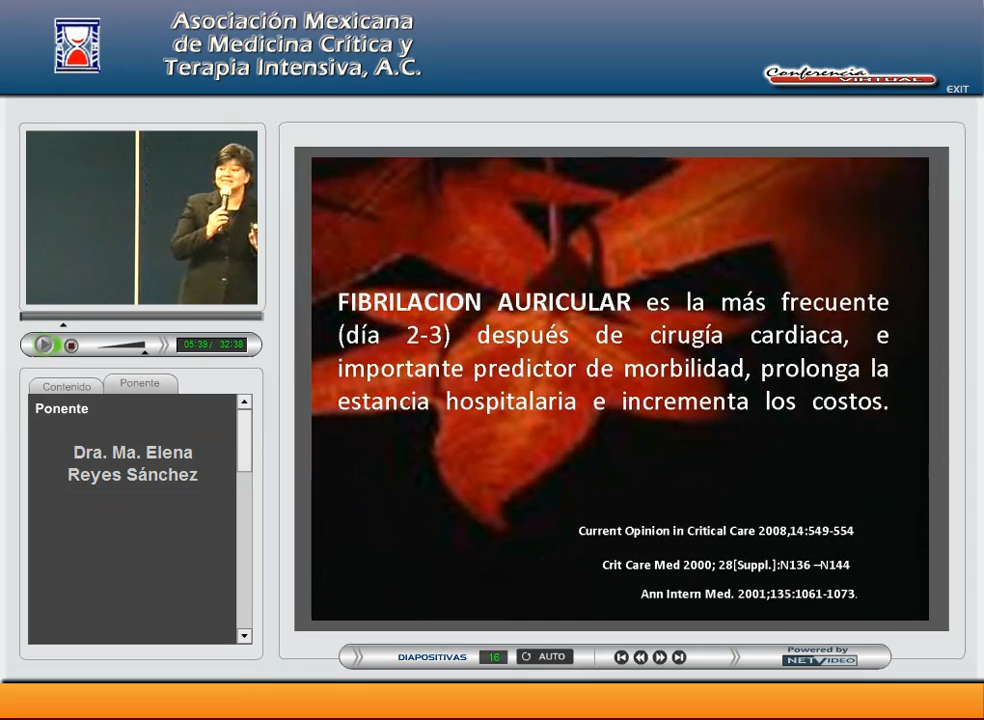 Asociación Mexicana
de Medicina Crítica y
Terapia Intensiva, A.C.
Conferencia
VIRTUAL
EXIT
05:39/ 32:38
Contenido
Ponente
Ponente
Dra. Ma. Elena
Reyes Sánchez
FIBRILACION AURICULAR es la más frecuente
(día 2-3) después de cirugía cardiaca, e
importante predictor de morbilidad, prolonga la
estancia hospitalaria e incrementa los costos.
Current Opinion in Critical Care 2008,14:549-554
Crit Care Med 2000; 28[Suppl.]:N136 –N144
Ann Intern Med. 2001;135:1061-1073.
DIAPOSITIVAS
16
AUTO
Powered by
NETVIDEO